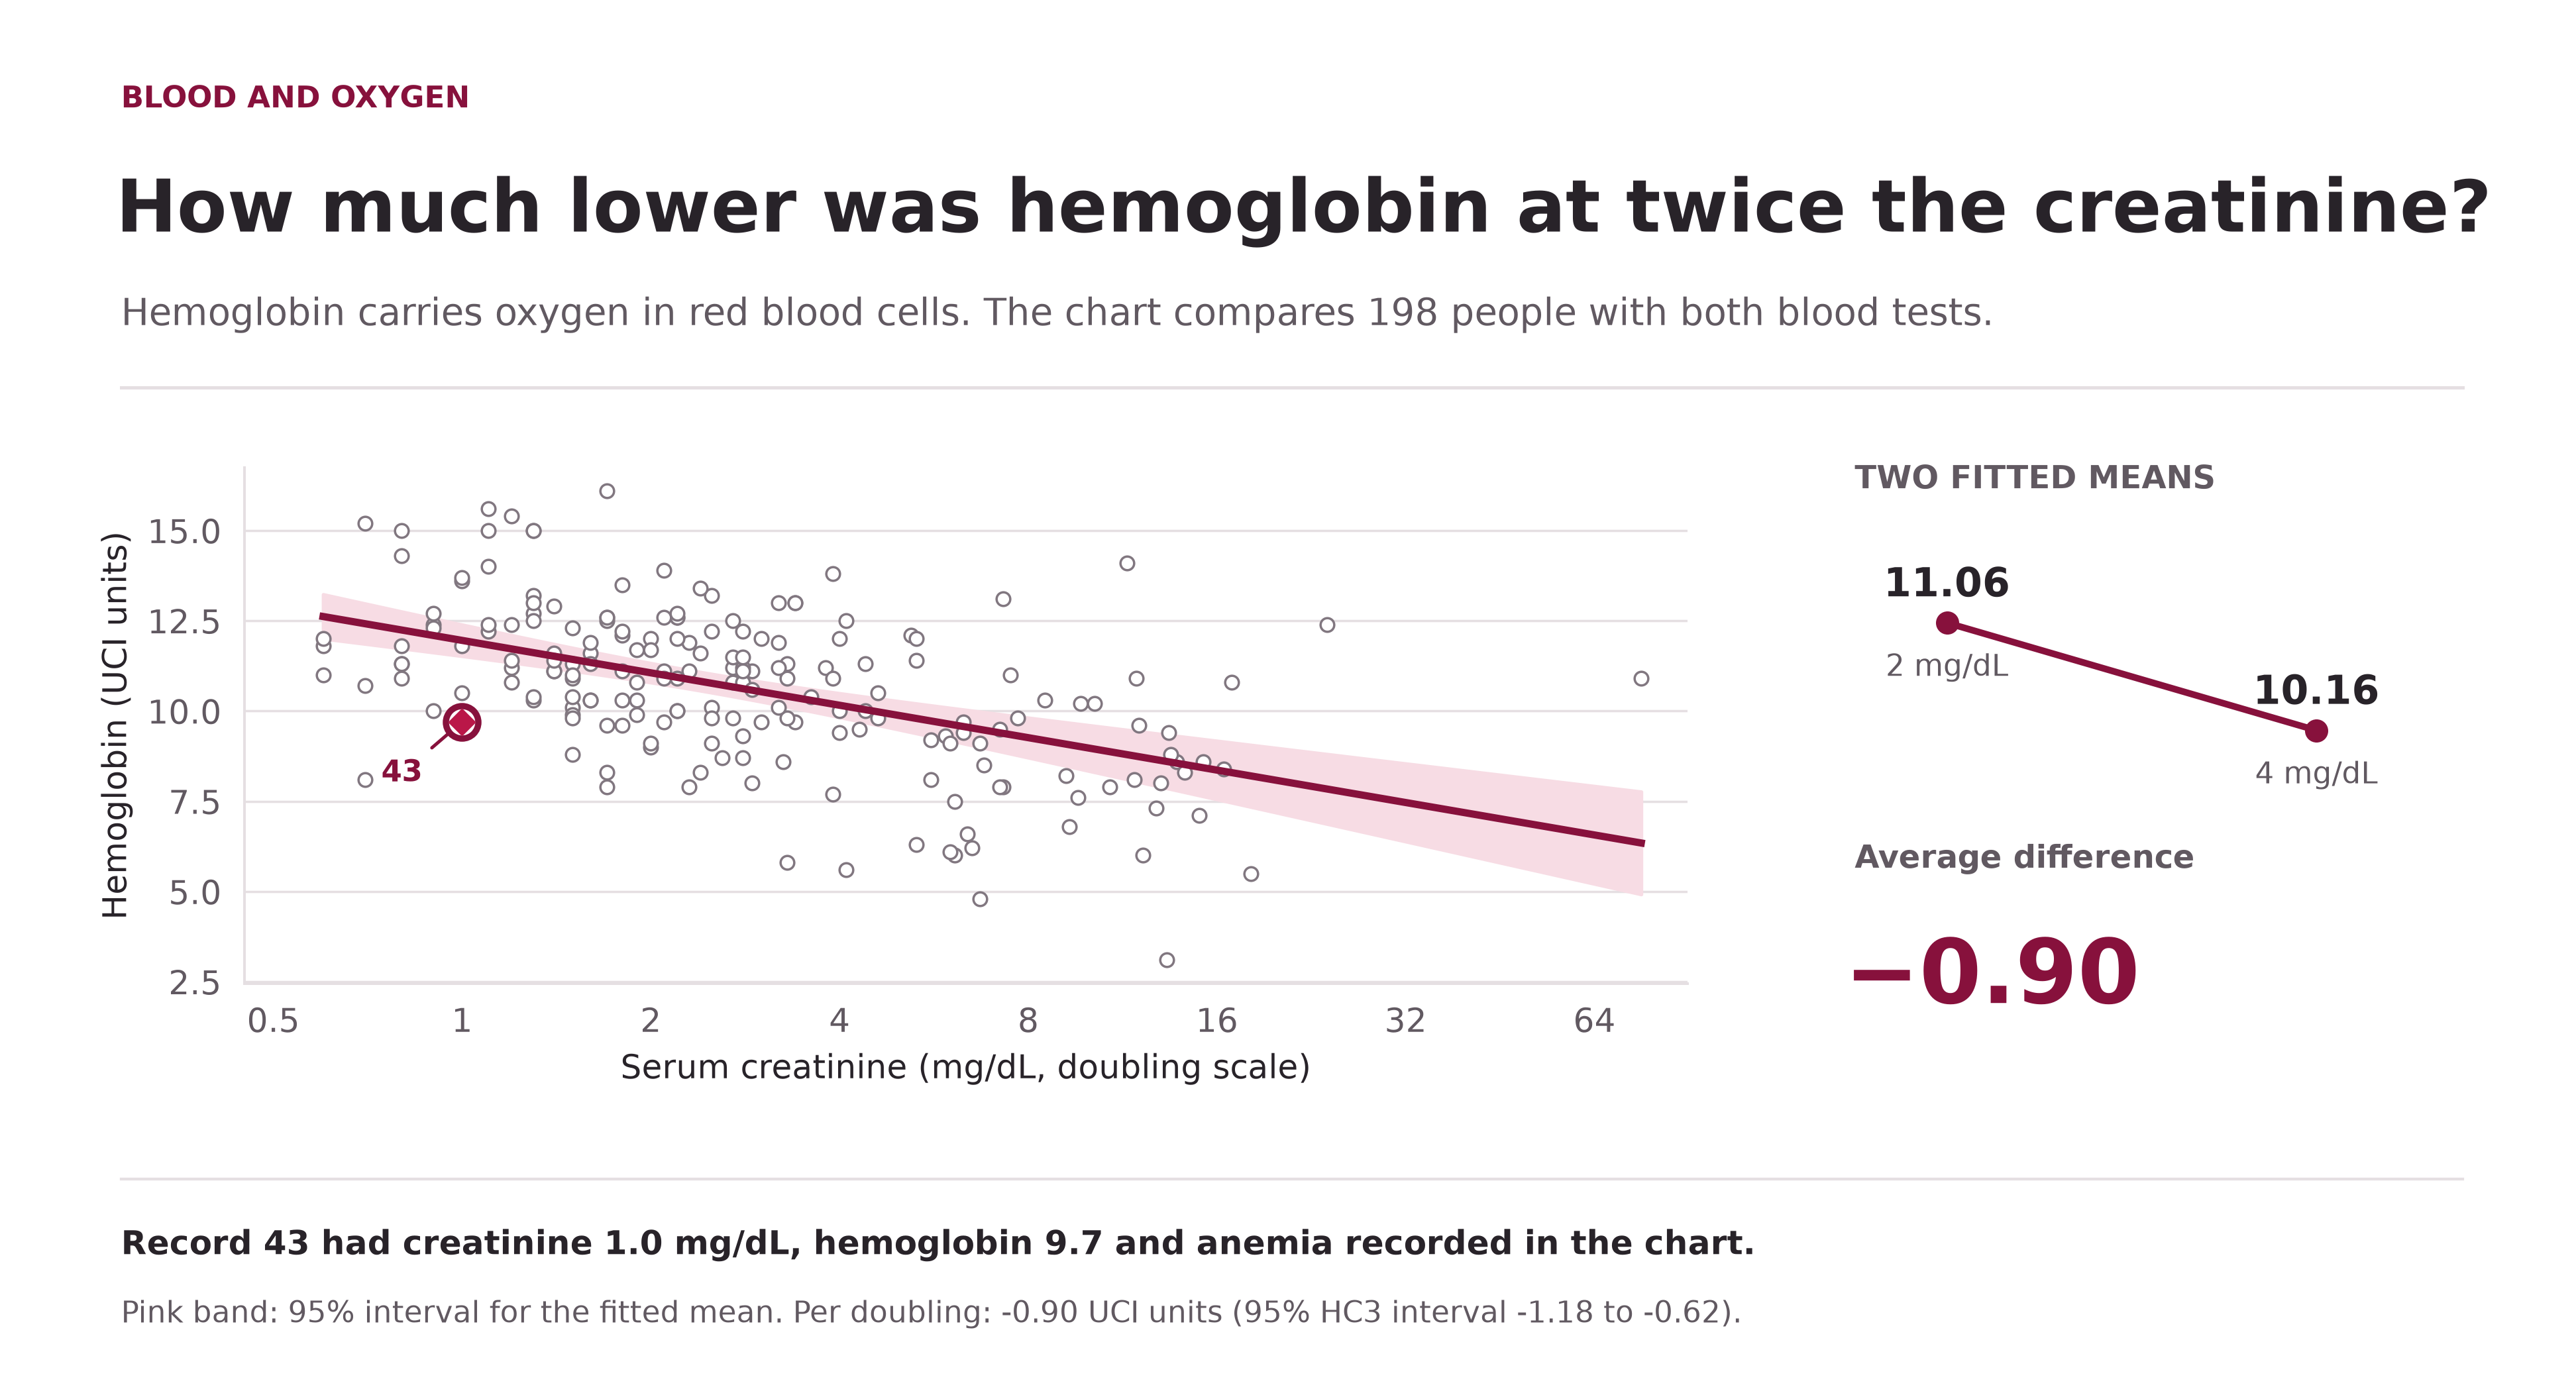 BLOOD AND OXYGEN
How much lower was hemoglobin at twice the creatinine?
Hemoglobin carries oxygen in red blood cells. The chart compares 198 people with both blood tests.
Hemoglobin (UCI units)
15.0
12.5
10.0
7.5
5.0
2.5
43
0.5 1 2 4 8 16 32 64
Serum creatinine (mg/dL, doubling scale)
TWO FITTED MEANS
11.06
2 mg/dL
10.16
4 mg/dL
Average difference
−0.90
Record 43 had creatinine 1.0 mg/dL, hemoglobin 9.7 and anemia recorded in the chart.
Pink band: 95% interval for the fitted mean. Per doubling: -0.90 UCI units (95% HC3 interval -1.18 to -0.62).